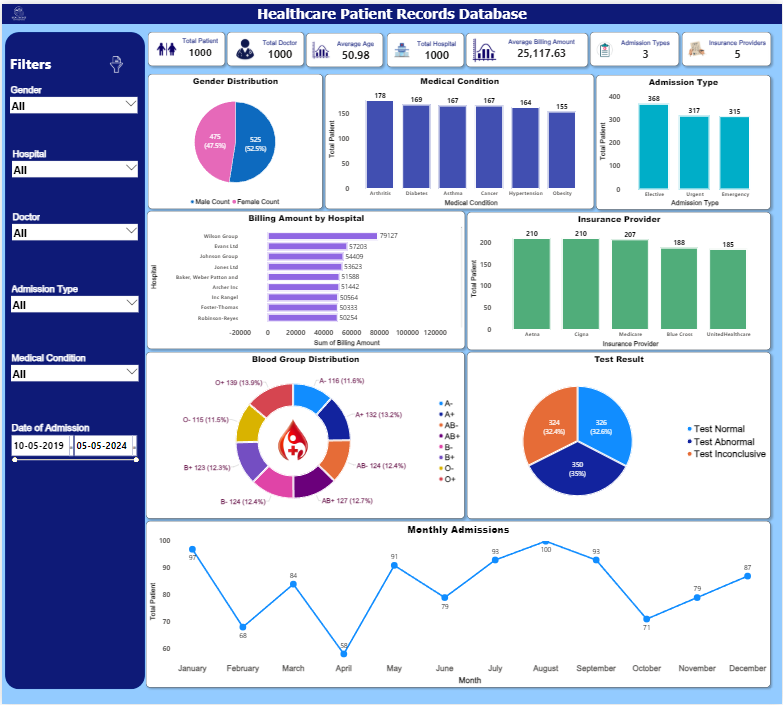 Healthcare Patient Records Database
Filters
Gender
All
Hospital
All
Doctor
All
Admission Type
All
Medical Condition
All
Date of Admission
10-05-2019 05-05-2024
Total Patient
1000
Total Doctor
1000
Average Age
50.98
Total Hospital
1000
Average Billing Amount
25,117.63
Admission Types
3
Insurance Providers
5
Gender Distribution
475
(47.5%)
525
(52.5%)
Male Count Female Count
Medical Condition
Total Patient
150
100
50
0
178 169 167 167 164 155
Arthritis Diabetes Asthma Cancer Hypertension Obesity
Medical Condition
Admission Type
Total Patient
400
300
200
100
0
368 317 315
Elective Urgent Emergency
Admission Type
Billing Amount by Hospital
Hospital
Wilson Group 79127
Evans Ltd 57203
Johnson Group 54409
Jones Ltd 53623
Baker, Weber Patton and 51588
Archer Inc 51442
Inc Rangel 50564
Foster-Thomas 50333
Robinson-Reyes 50254
-20000 0 20000 40000 60000 80000 100000 120000
Sum of Billing Amount
Insurance Provider
Total Patient
200
150
100
50
0
210 210 207 188 185
Aetna Cigna Medicare Blue Cross UnitedHealthcare
Insurance Provider
Blood Group Distribution
O+ 139 (13.9%)
A- 116 (11.6%)
O- 115 (11.5%)
A+ 132 (13.2%)
B+ 123 (12.3%)
AB- 124 (12.4%)
B- 124 (12.4%)
AB+ 127 (12.7%)
A-
A+
AB-
AB+
B-
B+
O-
O+
Test Result
324
(32.4%)
326
(32.6%)
350
(35%)
Test Normal
Test Abnormal
Test Inconclusive
Monthly Admissions
Total Patient
100
90
80
70
60
97 68 84 58 91 79 93 100 93 71 79 87
January February March April May June July August September October November December
Month